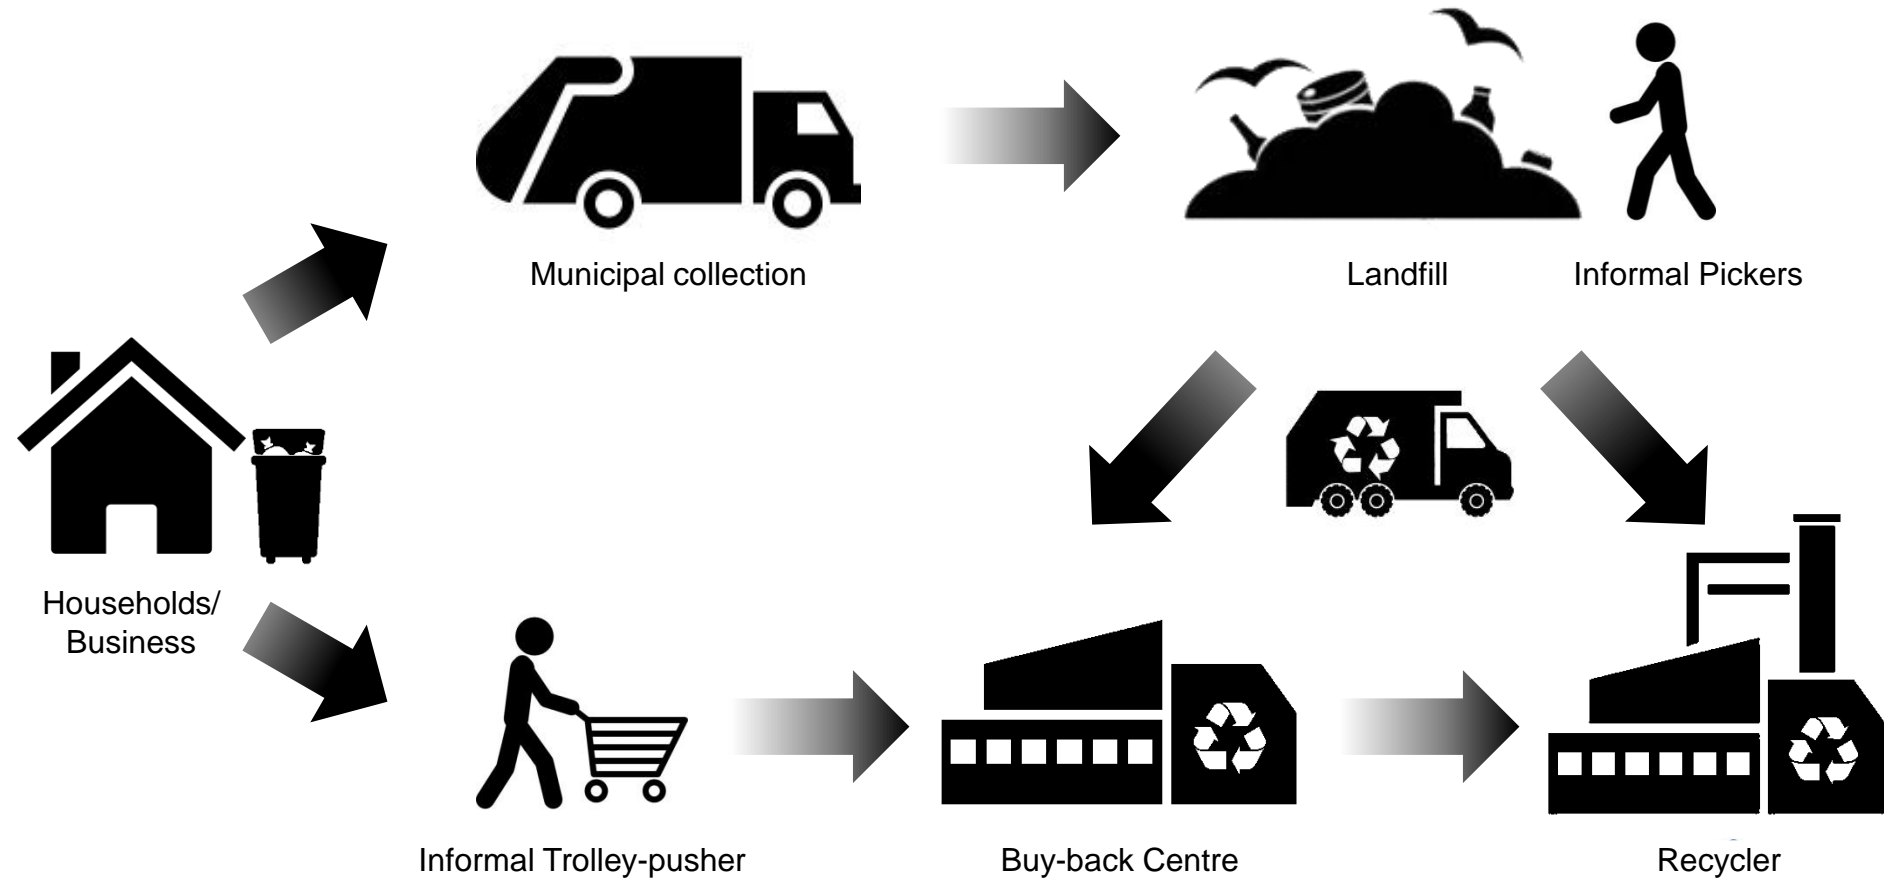 Municipal collection
Landfill
Informal Pickers
Households/
Business
Informal Trolley-pusher
Buy-back Centre
Recycler